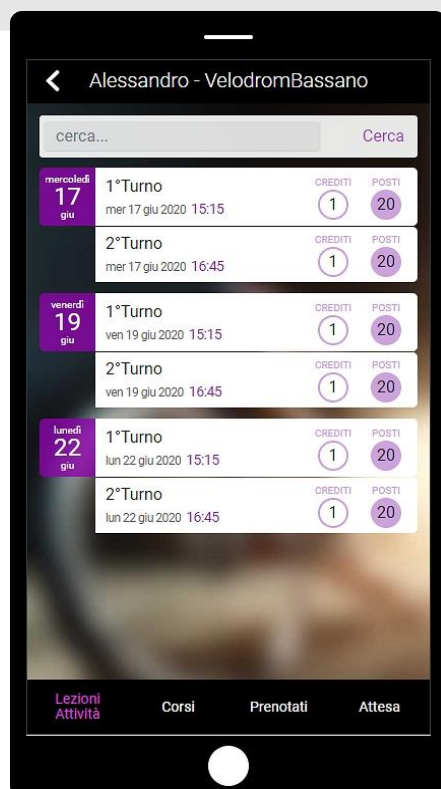 Alessandro - VelodromBassano
cerca...
Cerca
mercoledì
17
giu
1°Turno
mer 17 giu 2020 15:15
CREDITI
1
POSTI
20
2°Turno
mer 17 giu 2020 16:45
CREDITI
1
POSTI
20
venerdì
19
giu
1°Turno
ven 19 giu 2020 15:15
CREDITI
1
POSTI
20
2°Turno
ven 19 giu 2020 16:45
CREDITI
1
POSTI
20
lunedì
22
giu
1°Turno
lun 22 giu 2020 15:15
CREDITI
1
POSTI
20
2°Turno
lun 22 giu 2020 16:45
CREDITI
1
POSTI
20
Lezioni
Attività
Corsi
Prenotati
Attesa